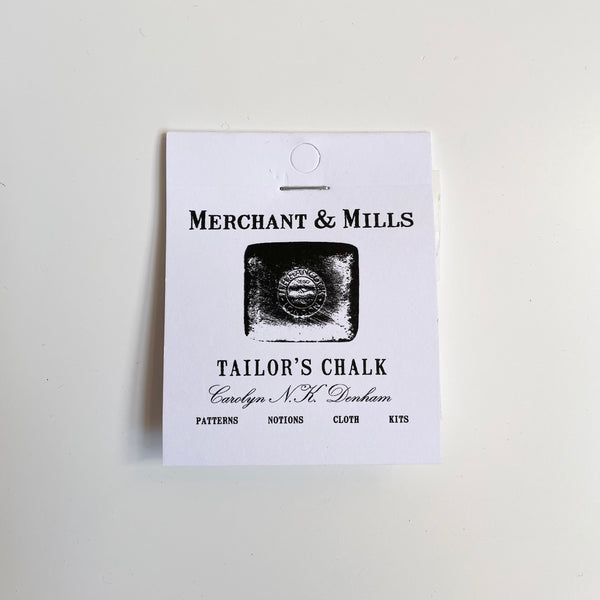 MERCHANT & MILLS
TAILOR'S CHALK
Carolyn N.K. Denham
PATTERNS NOTIONS CLOTH KITS